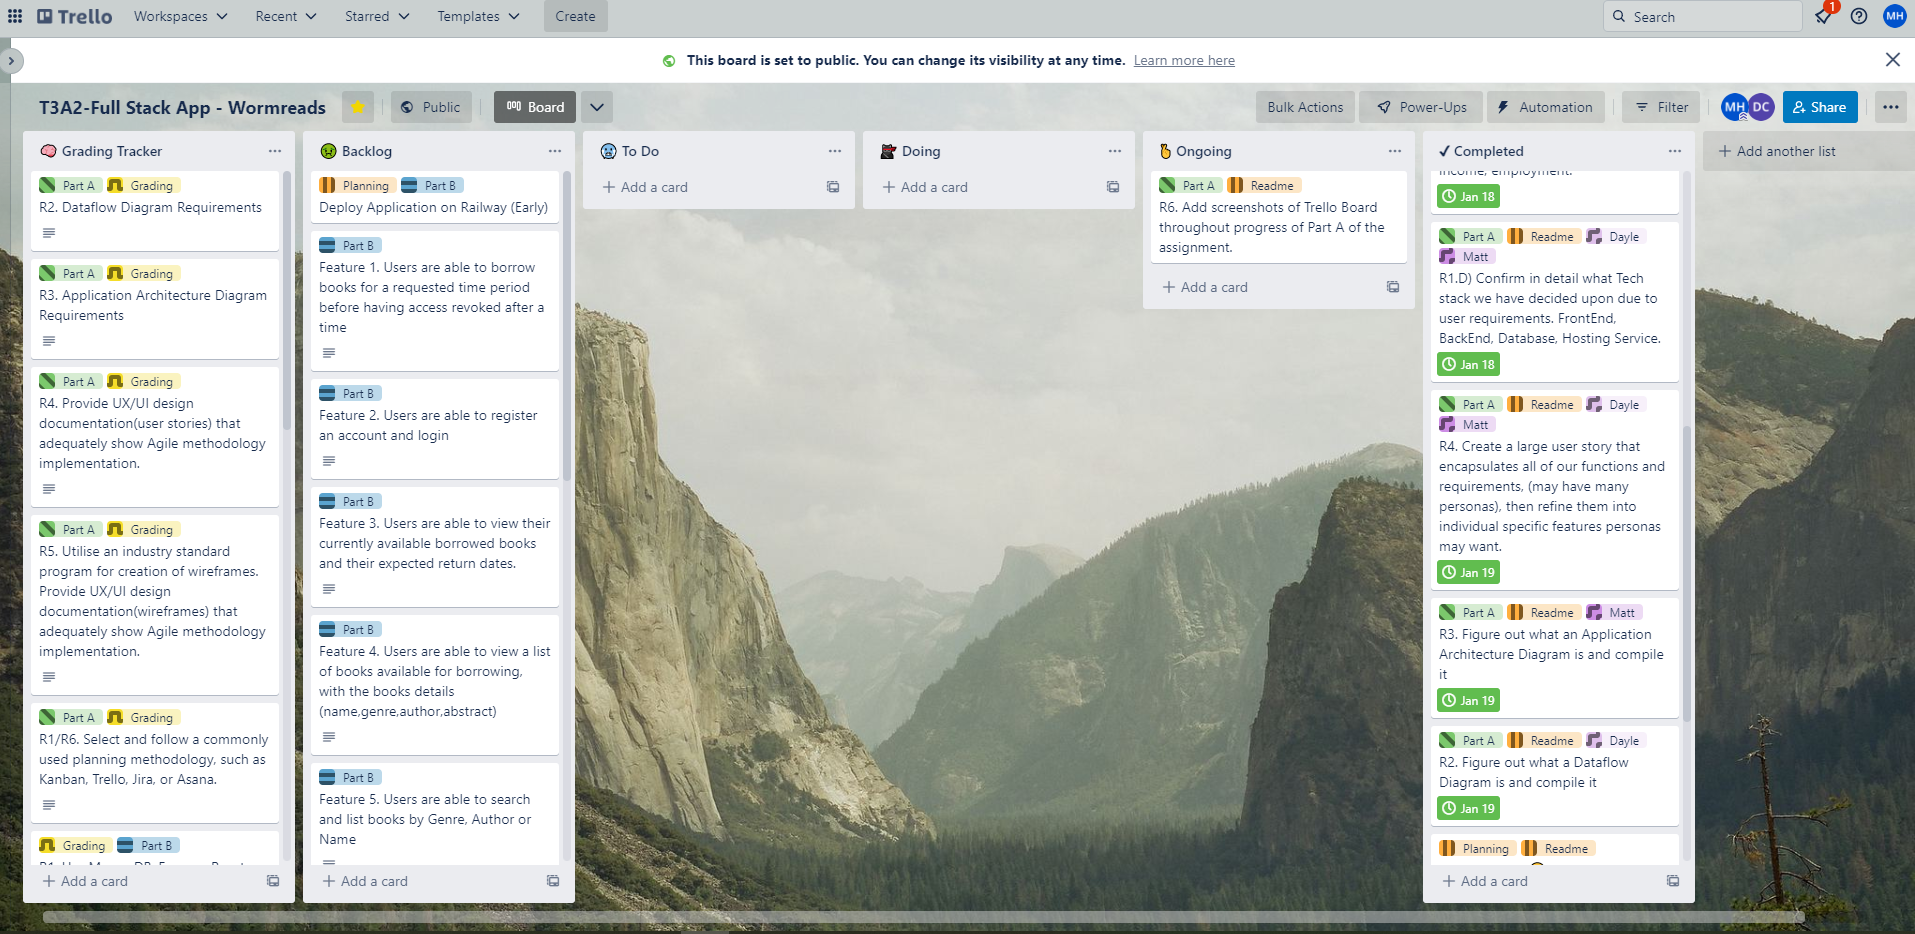 Trello
Workspaces
Recent
Starred
Templates
Create
Search
1
MH
This board is set to public. You can change its visibility at any time. Learn more here
T3A2-Full Stack App - Wormreads
Public
Board
Bulk Actions
Power-Ups
Automation
Filter
MH
DC
Share
Grading Tracker
Part A Grading
R2. Dataflow Diagram Requirements
Part A Grading
R3. Application Architecture Diagram
Requirements
Part A Grading
R4. Provide UX/UI design
documentation(user stories) that
adequately show Agile methodology
implementation.
Part A Grading
R5. Utilise an industry standard
program for creation of wireframes.
Provide UX/UI design
documentation(wireframes) that
adequately show Agile methodology
implementation.
Part A Grading
R1/R6. Select and follow a commonly
used planning methodology, such as
Kanban, Trello, Jira, or Asana.
Grading Part B
Add a card
Backlog
Planning Part B
Deploy Application on Railway (Early)
Part B
Feature 1. Users are able to borrow
books for a requested time period
before having access revoked after a
time
Part B
Feature 2. Users are able to register
an account and login
Part B
Feature 3. Users are able to view their
currently available borrowed books
and their expected return dates.
Part B
Feature 4. Users are able to view a list
of books available for borrowing,
with the books details
(name,genre,author,abstract)
Part B
Feature 5. Users are able to search
and list books by Genre, Author or
Name
Add a card
To Do
Add a card
Doing
Add a card
Ongoing
Part A Readme
R6. Add screenshots of Trello Board
throughout progress of Part A of the
assignment.
Add a card
Completed
income, employment.
Jan 18
Part A Readme Dayle
Matt
R1.D) Confirm in detail what Tech
stack we have decided upon due to
user requirements. FrontEnd,
BackEnd, Database, Hosting Service.
Jan 18
Part A Readme Dayle
Matt
R4. Create a large user story that
encapsulates all of our functions and
requirements, (may have many
personas), then refine them into
individual specific features personas
may want.
Jan 19
Part A Readme Matt
R3. Figure out what an Application
Architecture Diagram is and compile
it
Jan 19
Part A Readme Dayle
R2. Figure out what a Dataflow
Diagram is and compile it
Jan 19
Planning Readme
Add a card
Add another list